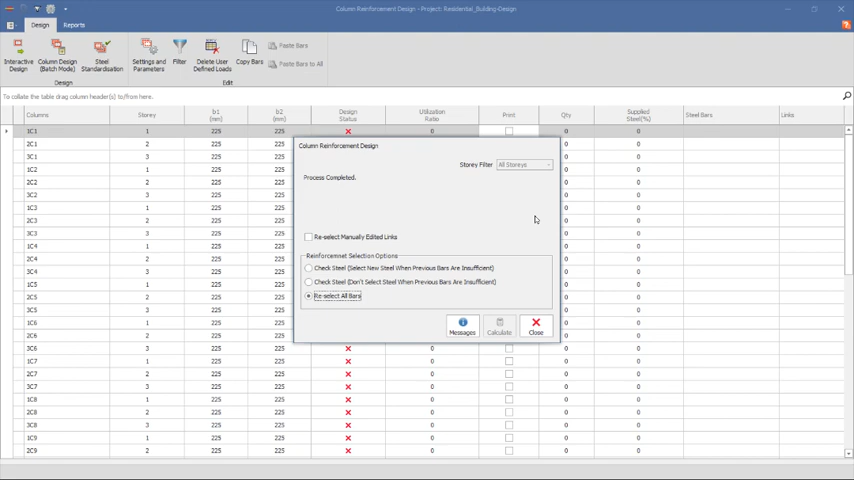 Column Reinforcement Design - Project: Residential_Building-Design
Design Reports
Interactive Design
Column Design (Batch Mode)
Steel Standardisation
Settings and Parameters
Filter
Delete User Defined Loads
Copy Bars
Paste Bars
Paste Bars to All
Design Edit
To collate the table drag column header(s) to/from here.
Columns Storey b1 (mm) b2 (mm) Design Status Utilization Ratio Print Qty Supplied Steel(%) Steel Bars Links
1C1 1 225 225 0 0 0
2C1 2 225 225 0 0
3C1 3 225 225 0 0
1C2 1 225 225 0 0
2C2 2 225 225 0 0
3C2 3 225 225 0 0
1C3 1 225 225 0 0
2C3 2 225 225 0 0
3C3 3 225 225 0 0
1C4 1 225 225 0 0
2C4 2 225 225 0 0
3C4 3 225 225 0 0
1C5 1 225 225 0 0
2C5 2 225 225 0 0
3C5 3 225 225 0 0
1C6 1 225 225 0 0
2C6 2 225 225 0 0
3C6 3 225 225 0 0 0
1C7 1 225 225 0 0 0
2C7 2 225 225 0 0 0
3C7 3 225 225 0 0 0
1C8 1 225 225 0 0 0
2C8 2 225 225 0 0 0
3C8 3 225 225 0 0 0
1C9 1 225 225 0 0 0
2C9 2 225 225 0 0 0
Column Reinforcement Design
Storey Filter All Storeys
Process Completed.
Re-select Manually Edited Links
Reinforcemnet Selection Options
Check Steel (Select New Steel When Previous Bars Are Insufficient)
Check Steel (Don't Select Steel When Previous Bars Are Insufficient)
Re-select All Bars
Messages Calculate Close